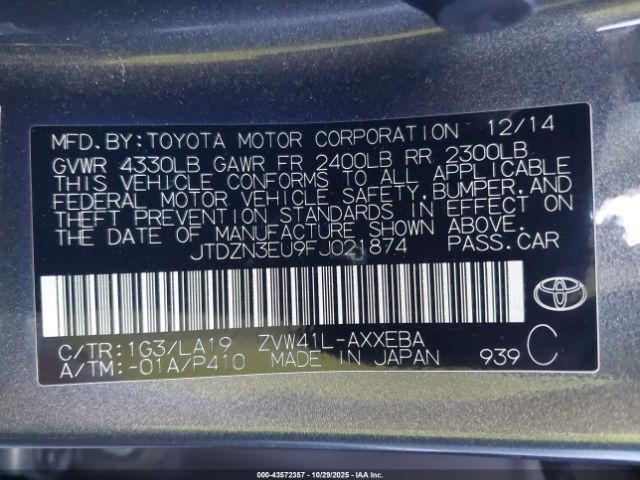 MFD.BY:TOYOTA MOTOR CORPORATION 12/14
GVWR 4330LB GAWR FR 2400LB RR 2300LB
THIS VEHICLE CONFORMS TO ALL APPLICABLE
FEDERAL MOTOR VEHICLE SAFETY,BUMPER,AND
THEFT PREVENTION STANDARDS IN EFFECT ON
THE DATE OF MANUFACTURE SHOWN ABOVE.
JTDZN3EU9FJ021874 PASS.CAR
C/TR:1G3/LA19 ZVW41L-AXXEBA
A/TM:-01A/P410 MADE IN JAPAN 939 C
000-43572357 | 10/29/2025 | IAAI.COM